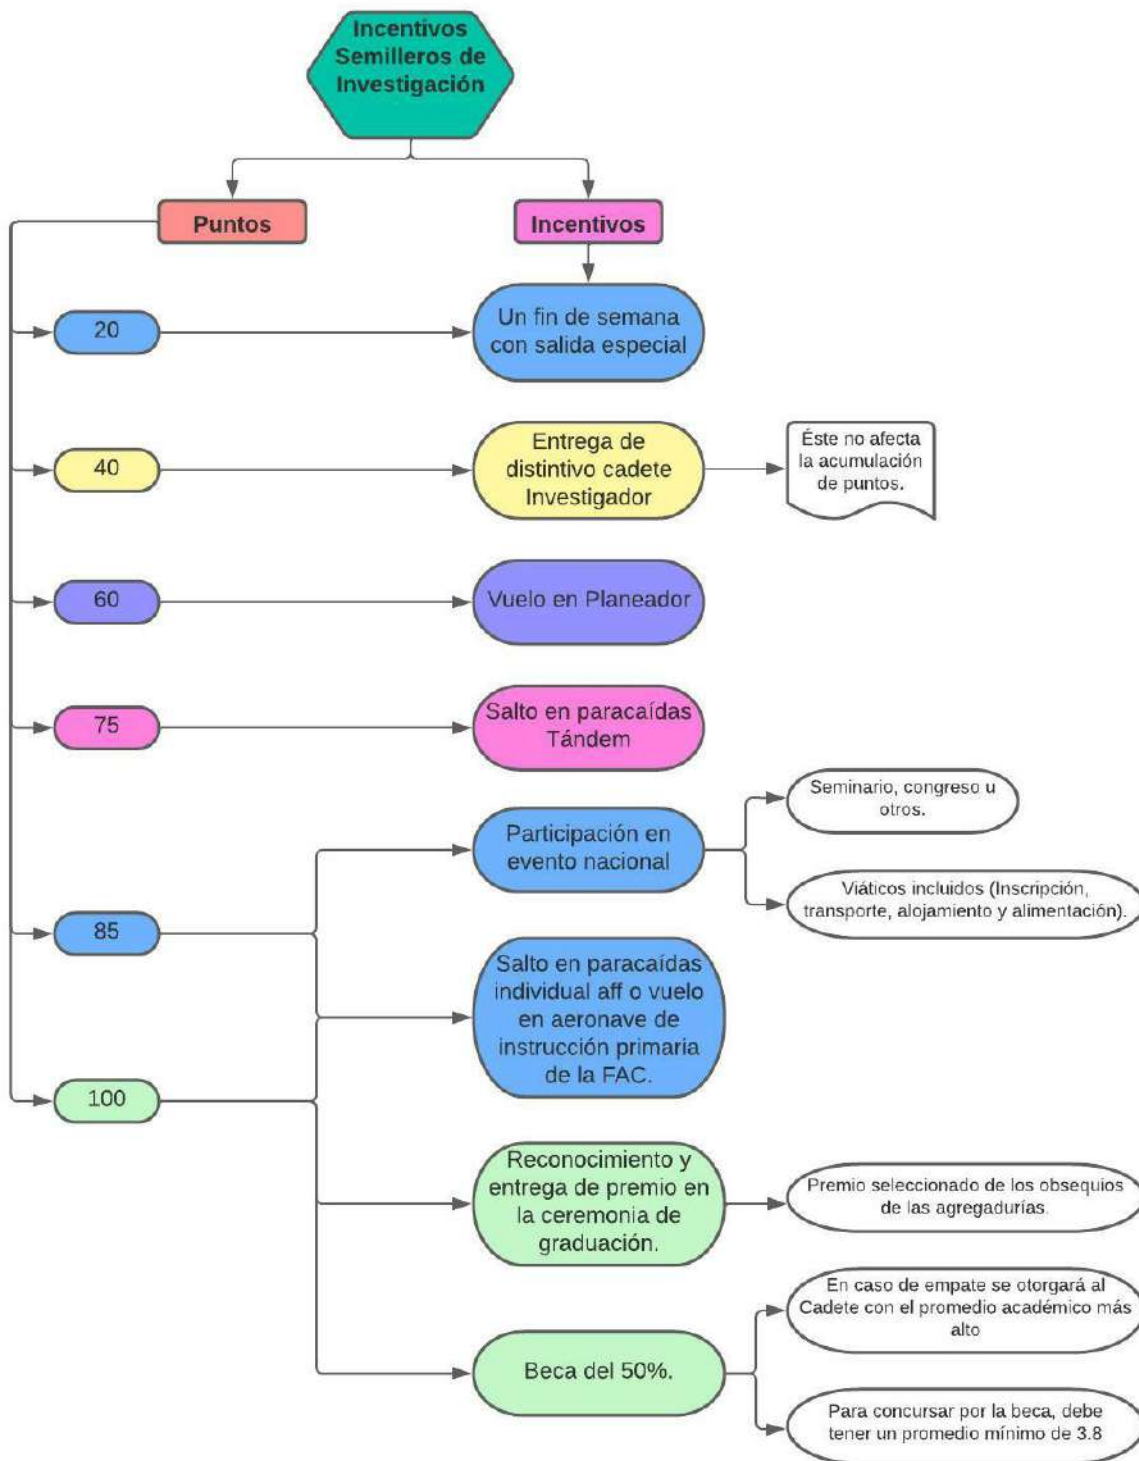 Incentivos
Semilleros de
Investigación
Puntos
Incentivos
20
Un fin de semana
con salida especial
40
Entrega de
distintivo cadete
Investigador
Éste no afecta
la acumulación
de puntos.
60
Vuelo en Planeador
75
Salto en paracaídas
Tándem
Participación en
evento nacional
Seminario, congreso u
otros.
Viáticos incluidos (Inscripción,
transporte, alojamiento y alimentación).
85
Salto en paracaídas
individual aff o vuelo
en aeronave de
instrucción primaria
de la FAC.
100
Reconocimiento y
entrega de premio en
la ceremonia de
graduación.
Premio seleccionado de los obsequios
de las agregadurías.
Beca del 50%.
En caso de empate se otorgará al
Cadete con el promedio académico más
alto
Para concursar por la beca, debe
tener un promedio mínimo de 3.8